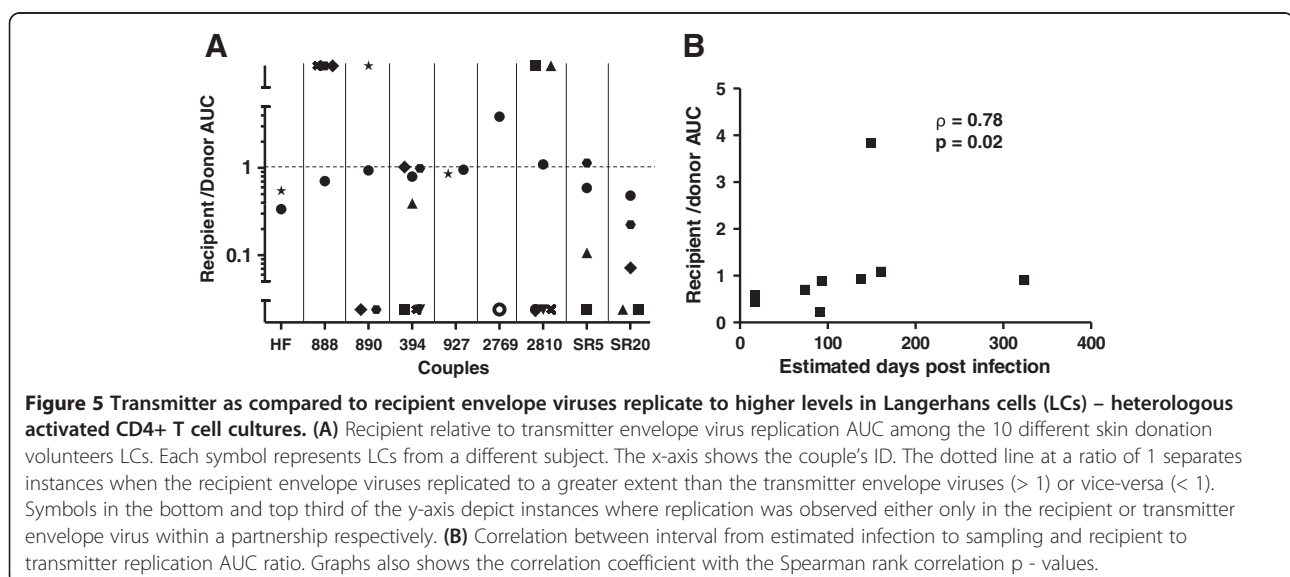 A
B
Recipient /Donor AUC
1
0.1
HF 888 890 394 927 2769 2810 SR5 SR20
Couples
Recipient /donor AUC
5
4
3
2
1
0
ρ = 0.78
p = 0.02
0 100 200 300 400
Estimated days post infection
Figure 5 Transmitter as compared to recipient envelope viruses replicate to higher levels in Langerhans cells (LCs) – heterologous
activated CD4+ T cell cultures. (A) Recipient relative to transmitter envelope virus replication AUC among the 10 different skin donation
volunteers LCs. Each symbol represents LCs from a different subject. The x-axis shows the couple's ID. The dotted line at a ratio of 1 separates
instances when the recipient envelope viruses replicated to a greater extent than the transmitter envelope viruses (> 1) or vice-versa (< 1).
Symbols in the bottom and top third of the y-axis depict instances where replication was observed either only in the recipient or transmitter
envelope virus within a partnership respectively. (B) Correlation between interval from estimated infection to sampling and recipient to
transmitter replication AUC ratio. Graphs also shows the correlation coefficient with the Spearman rank correlation p - values.